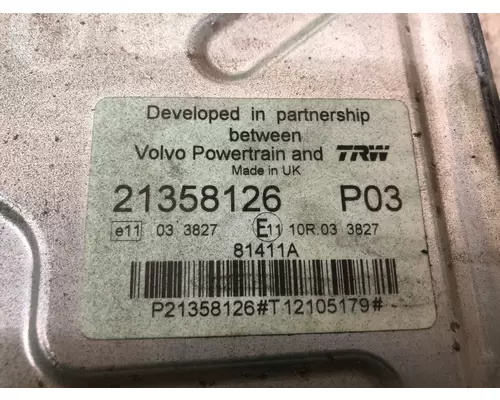 Developed in partnership
between
Volvo Powertrain and TRW
Made in UK
21358126 P03
e11 03 3827 E11 10R.03 3827
81411A
P21358126#T12105179#